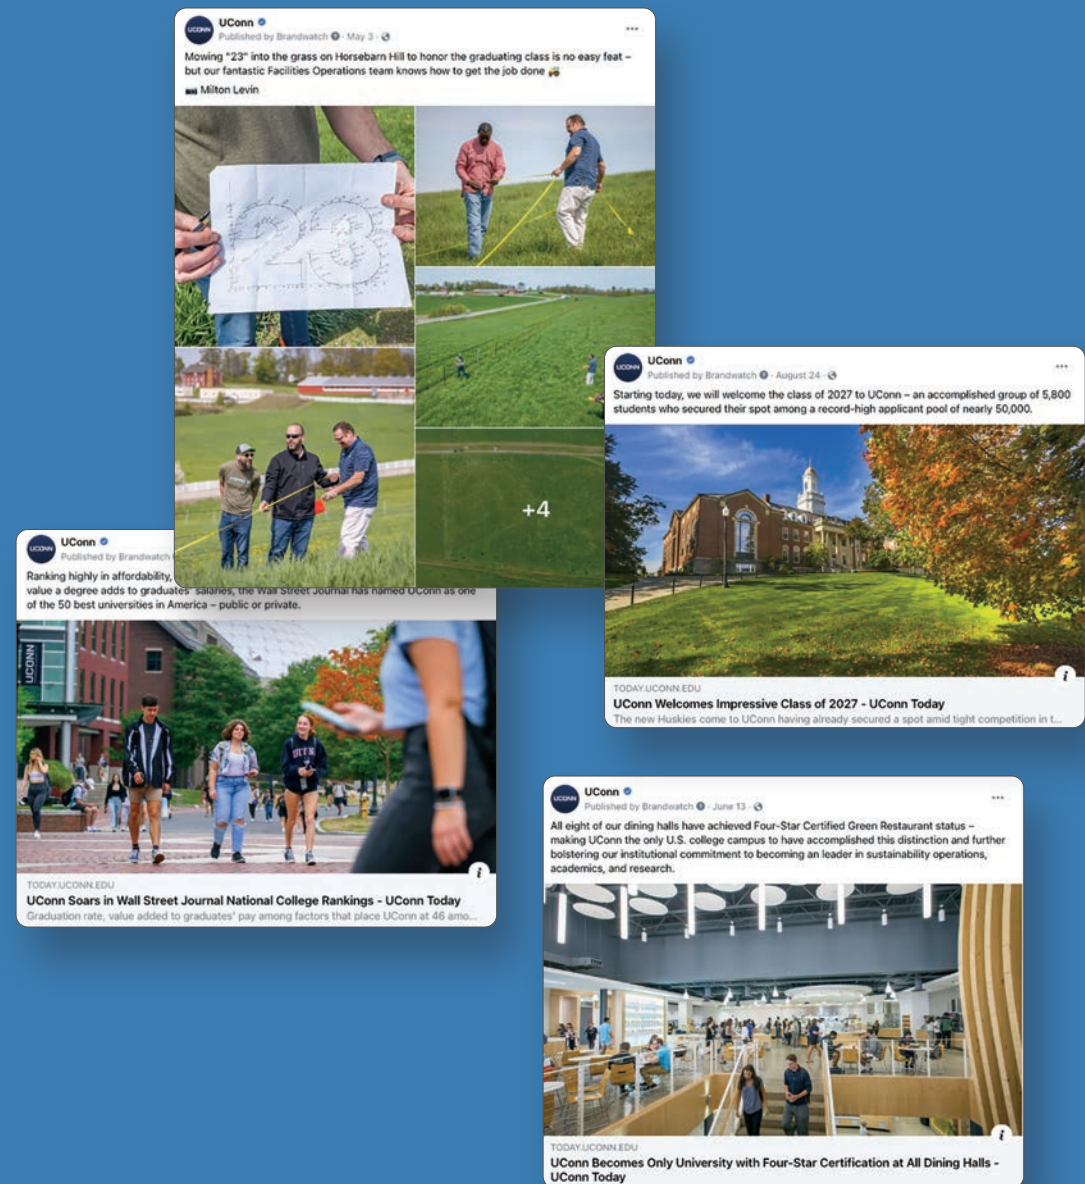 UConn
Published by Brandwatch · May 3 ·
Mowing "23" into the grass on Horsebarn Hill to honor the graduating class is no easy feat –
but our fantastic Facilities Operations team knows how to get the job done 🚜
📷 Milton Levin
23
+4
UConn
Published by Brandwatch · August 24 ·
Starting today, we will welcome the class of 2027 to UConn – an accomplished group of 5,800
students who secured their spot among a record-high applicant pool of nearly 50,000.
TODAY.UCONN.EDU
UConn Welcomes Impressive Class of 2027 - UConn Today
The new Huskies come to UConn having already secured a spot amid tight competition in t...
UConn
Published by Brandwatch
Ranking highly in affordability,
value a degree adds to graduates' salaries, the Wall Street Journal has named UConn as one
of the 50 best universities in America – public or private.
UCONN
TODAY.UCONN.EDU
UConn Soars in Wall Street Journal National College Rankings - UConn Today
Graduation rate, value added to graduates' pay among factors that place UConn at 46 amo...
UConn
Published by Brandwatch · June 13 ·
All eight of our dining halls have achieved Four-Star Certified Green Restaurant status –
making UConn the only U.S. college campus to have accomplished this distinction and further
bolstering our institutional commitment to becoming an leader in sustainability operations,
academics, and research.
TODAY.UCONN.EDU
UConn Becomes Only University with Four-Star Certification at All Dining Halls -
UConn Today